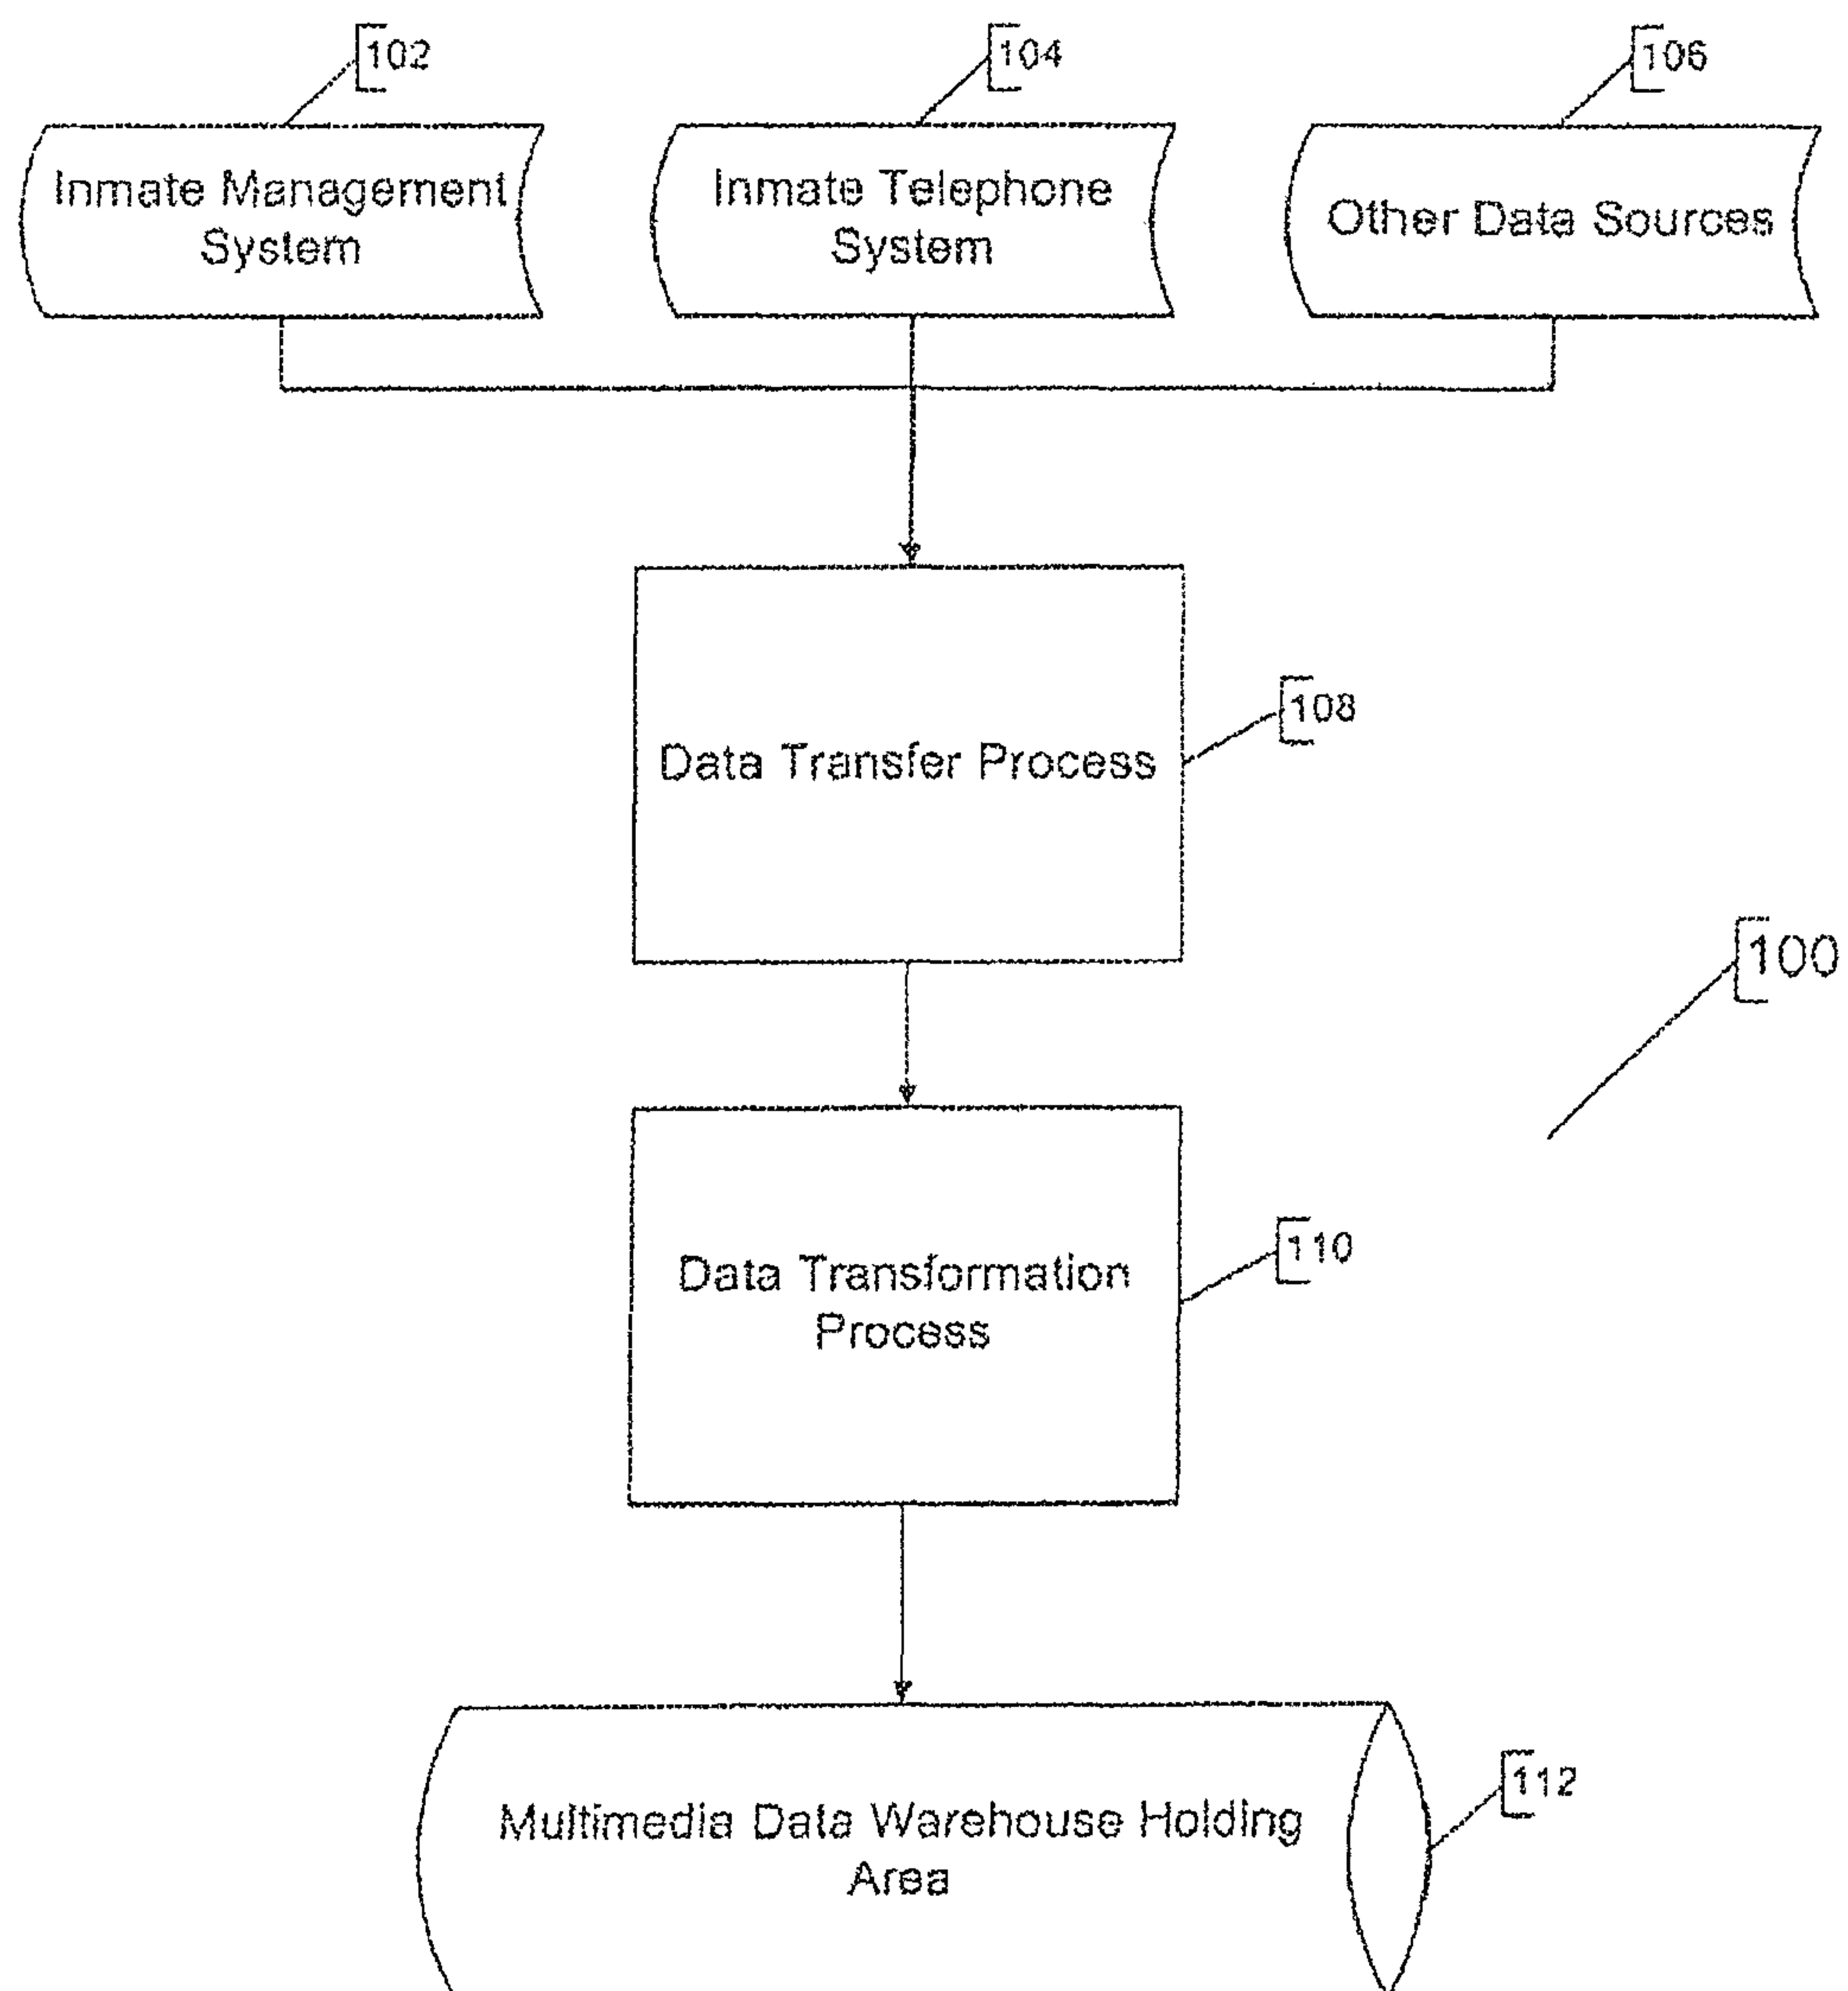 102
104
106
Inmate Management
System
Inmate Telephone
System
Other Data Sources
Data Transfer Process
108
100
Data Transformation
Process
110
Multimedia Data Warehouse Holding
Area
112